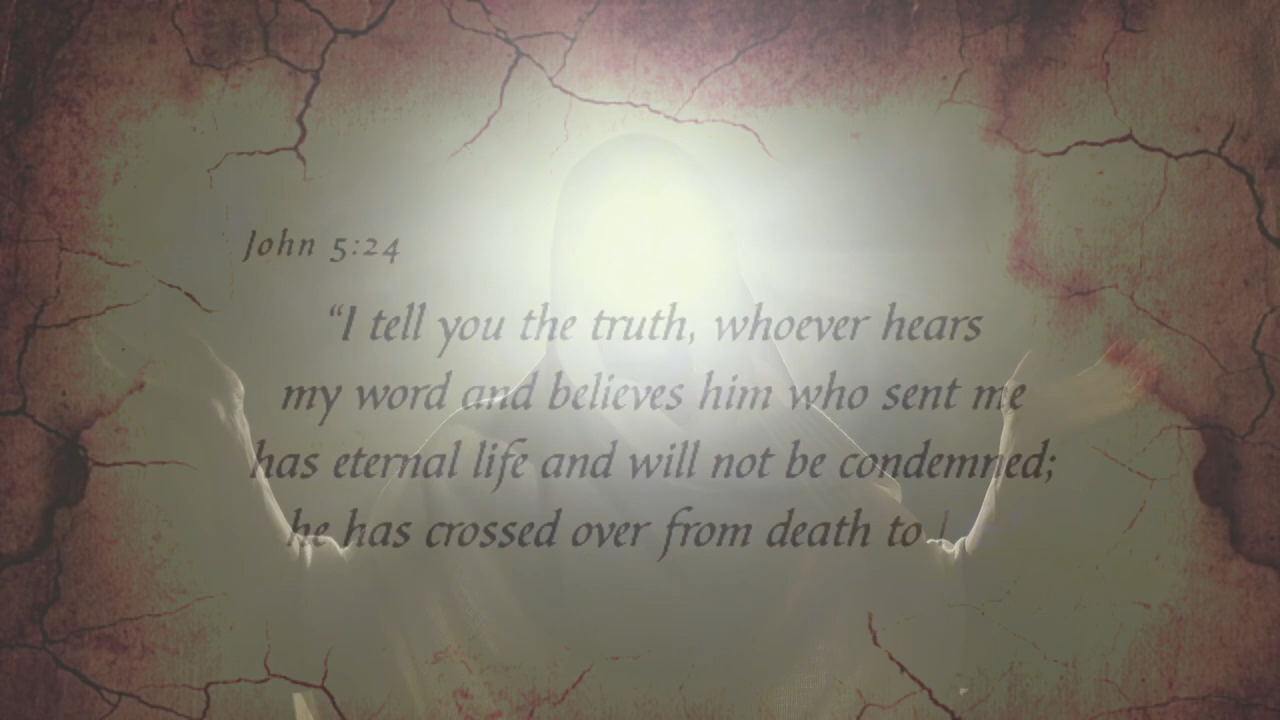 John 5:24
“I tell you the truth, whoever hears
my word and believes him who sent me
has eternal life and will not be condemned;
he has crossed over from death to